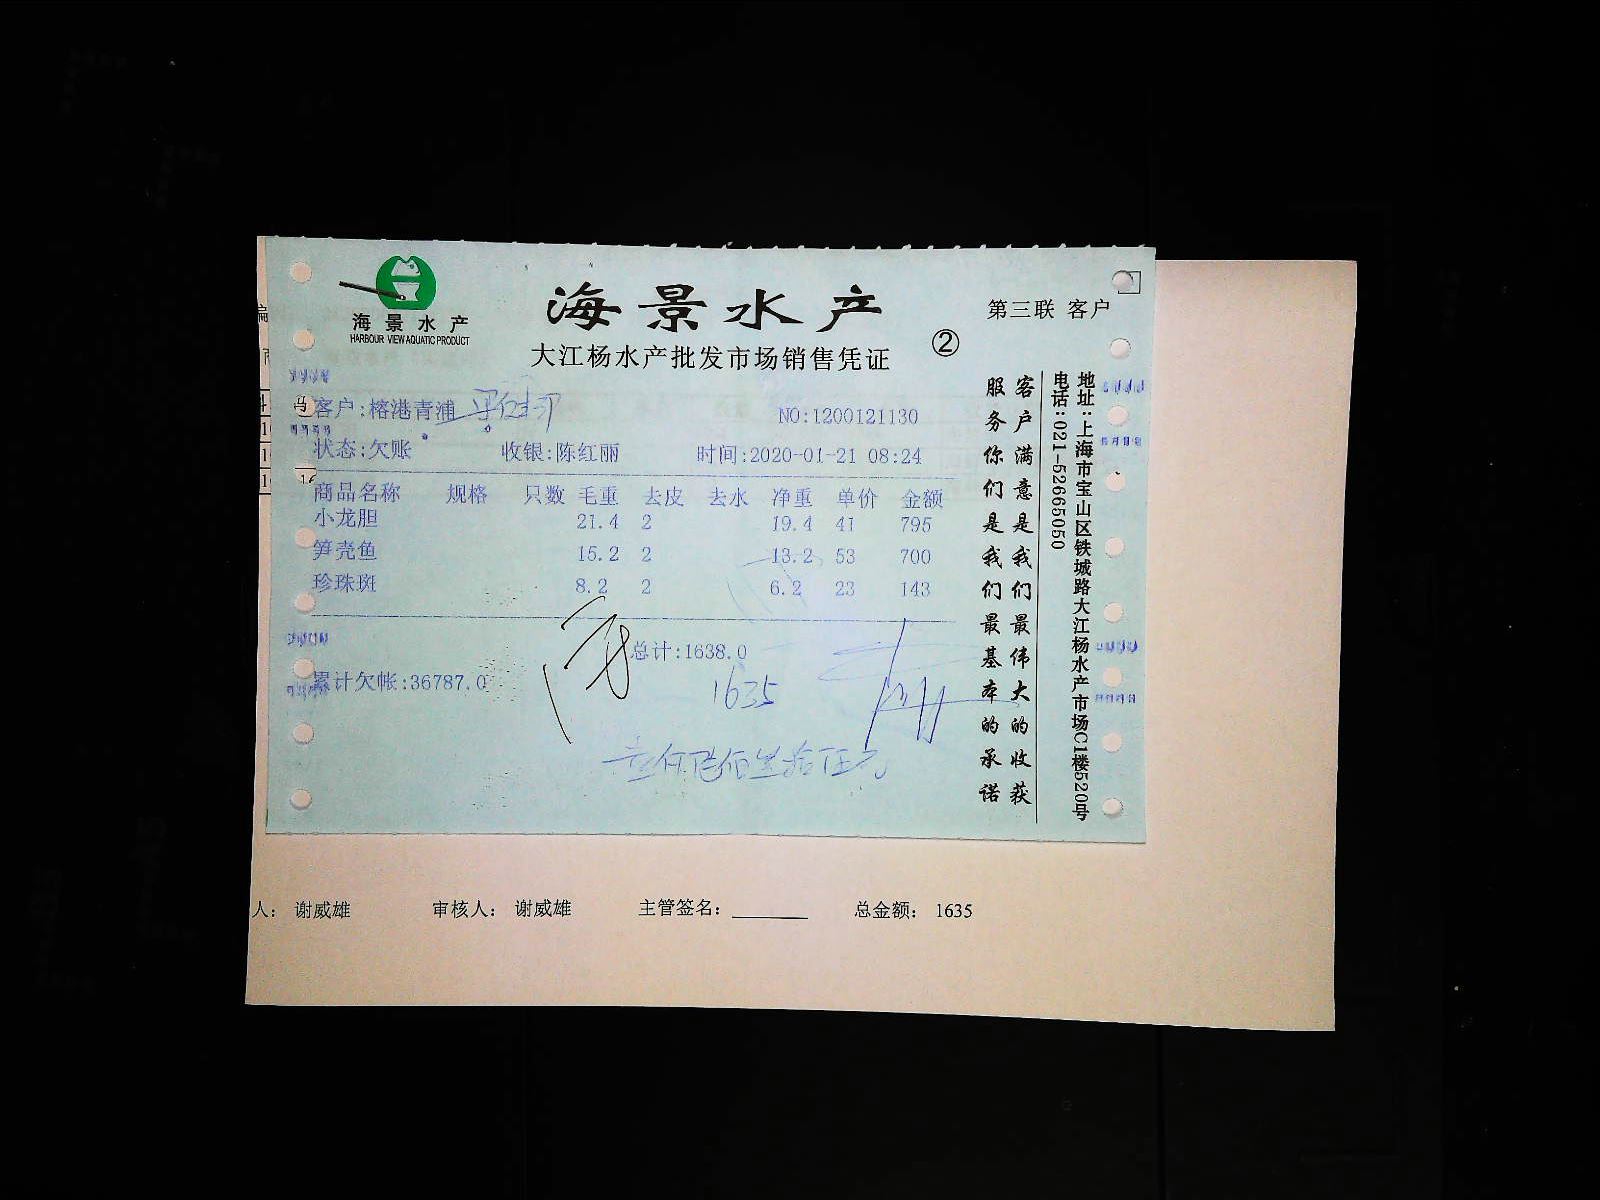 海景水产
HARBOUR VIEW AQUATIC PRODUCT
海景水产
大江杨水产批发市场销售凭证
②
第三联 客户
客户:榕港青浦
NO:1200121130
状态:欠账 收银:陈红丽 时间:2020-01-21 08:24
商品名称 规格 只数 毛重 去皮 去水 净重 单价 金额
小龙胆 21.4 2 19.4 41 795
笋壳鱼 15.2 2 13.2 53 700
珍珠斑 8.2 2 6.2 23 143
总计:1638.0
累计欠帐:36787.0
1635
壹仟陆佰叁拾伍元
客户满意是我们最伟大的收获
服务你们是我们最基本的承诺
地址:上海市宝山区铁城路大江杨水产市场C1楼520号
电话:021-52665050
人: 谢威雄 审核人: 谢威雄 主管签名: 总金额: 1635